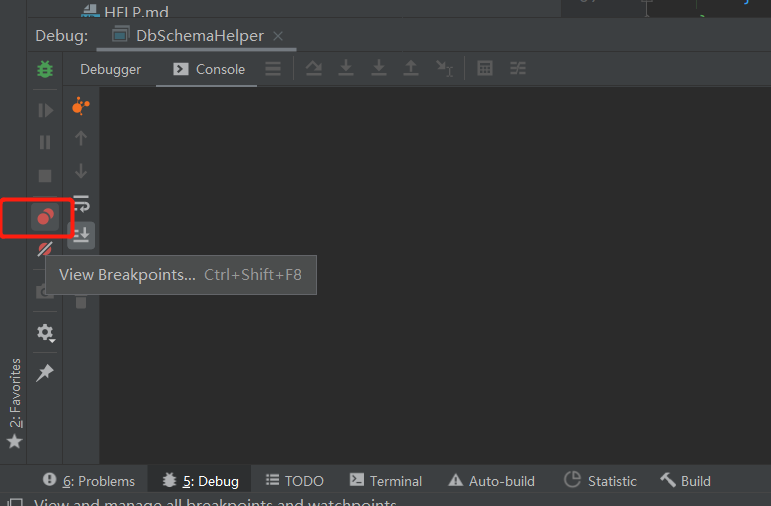 HELP.md
Debug: DbSchemaHelper
Debugger Console
View Breakpoints... Ctrl+Shift+F8
2: Favorites
6: Problems 5: Debug TODO Terminal Auto-build Statistic Build
View and manage all breakpoints and watchpoints